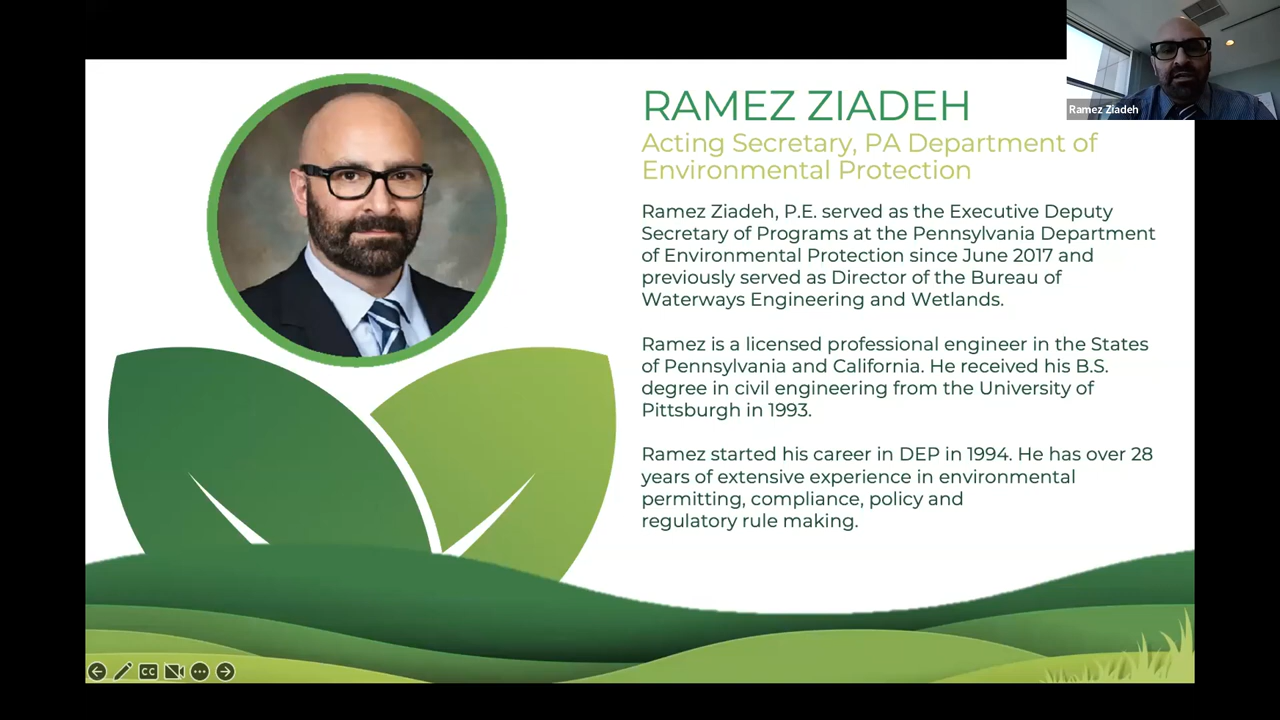 RAMEZ ZIADEH
Acting Secretary, PA Department of
Environmental Protection
Ramez Ziadeh, P.E. served as the Executive Deputy
Secretary of Programs at the Pennsylvania Department
of Environmental Protection since June 2017 and
previously served as Director of the Bureau of
Waterways Engineering and Wetlands.
Ramez is a licensed professional engineer in the States
of Pennsylvania and California. He received his B.S.
degree in civil engineering from the University of
Pittsburgh in 1993.
Ramez started his career in DEP in 1994. He has over 28
years of extensive experience in environmental
permitting, compliance, policy and
regulatory rule making.
Ramez Ziadeh
CC